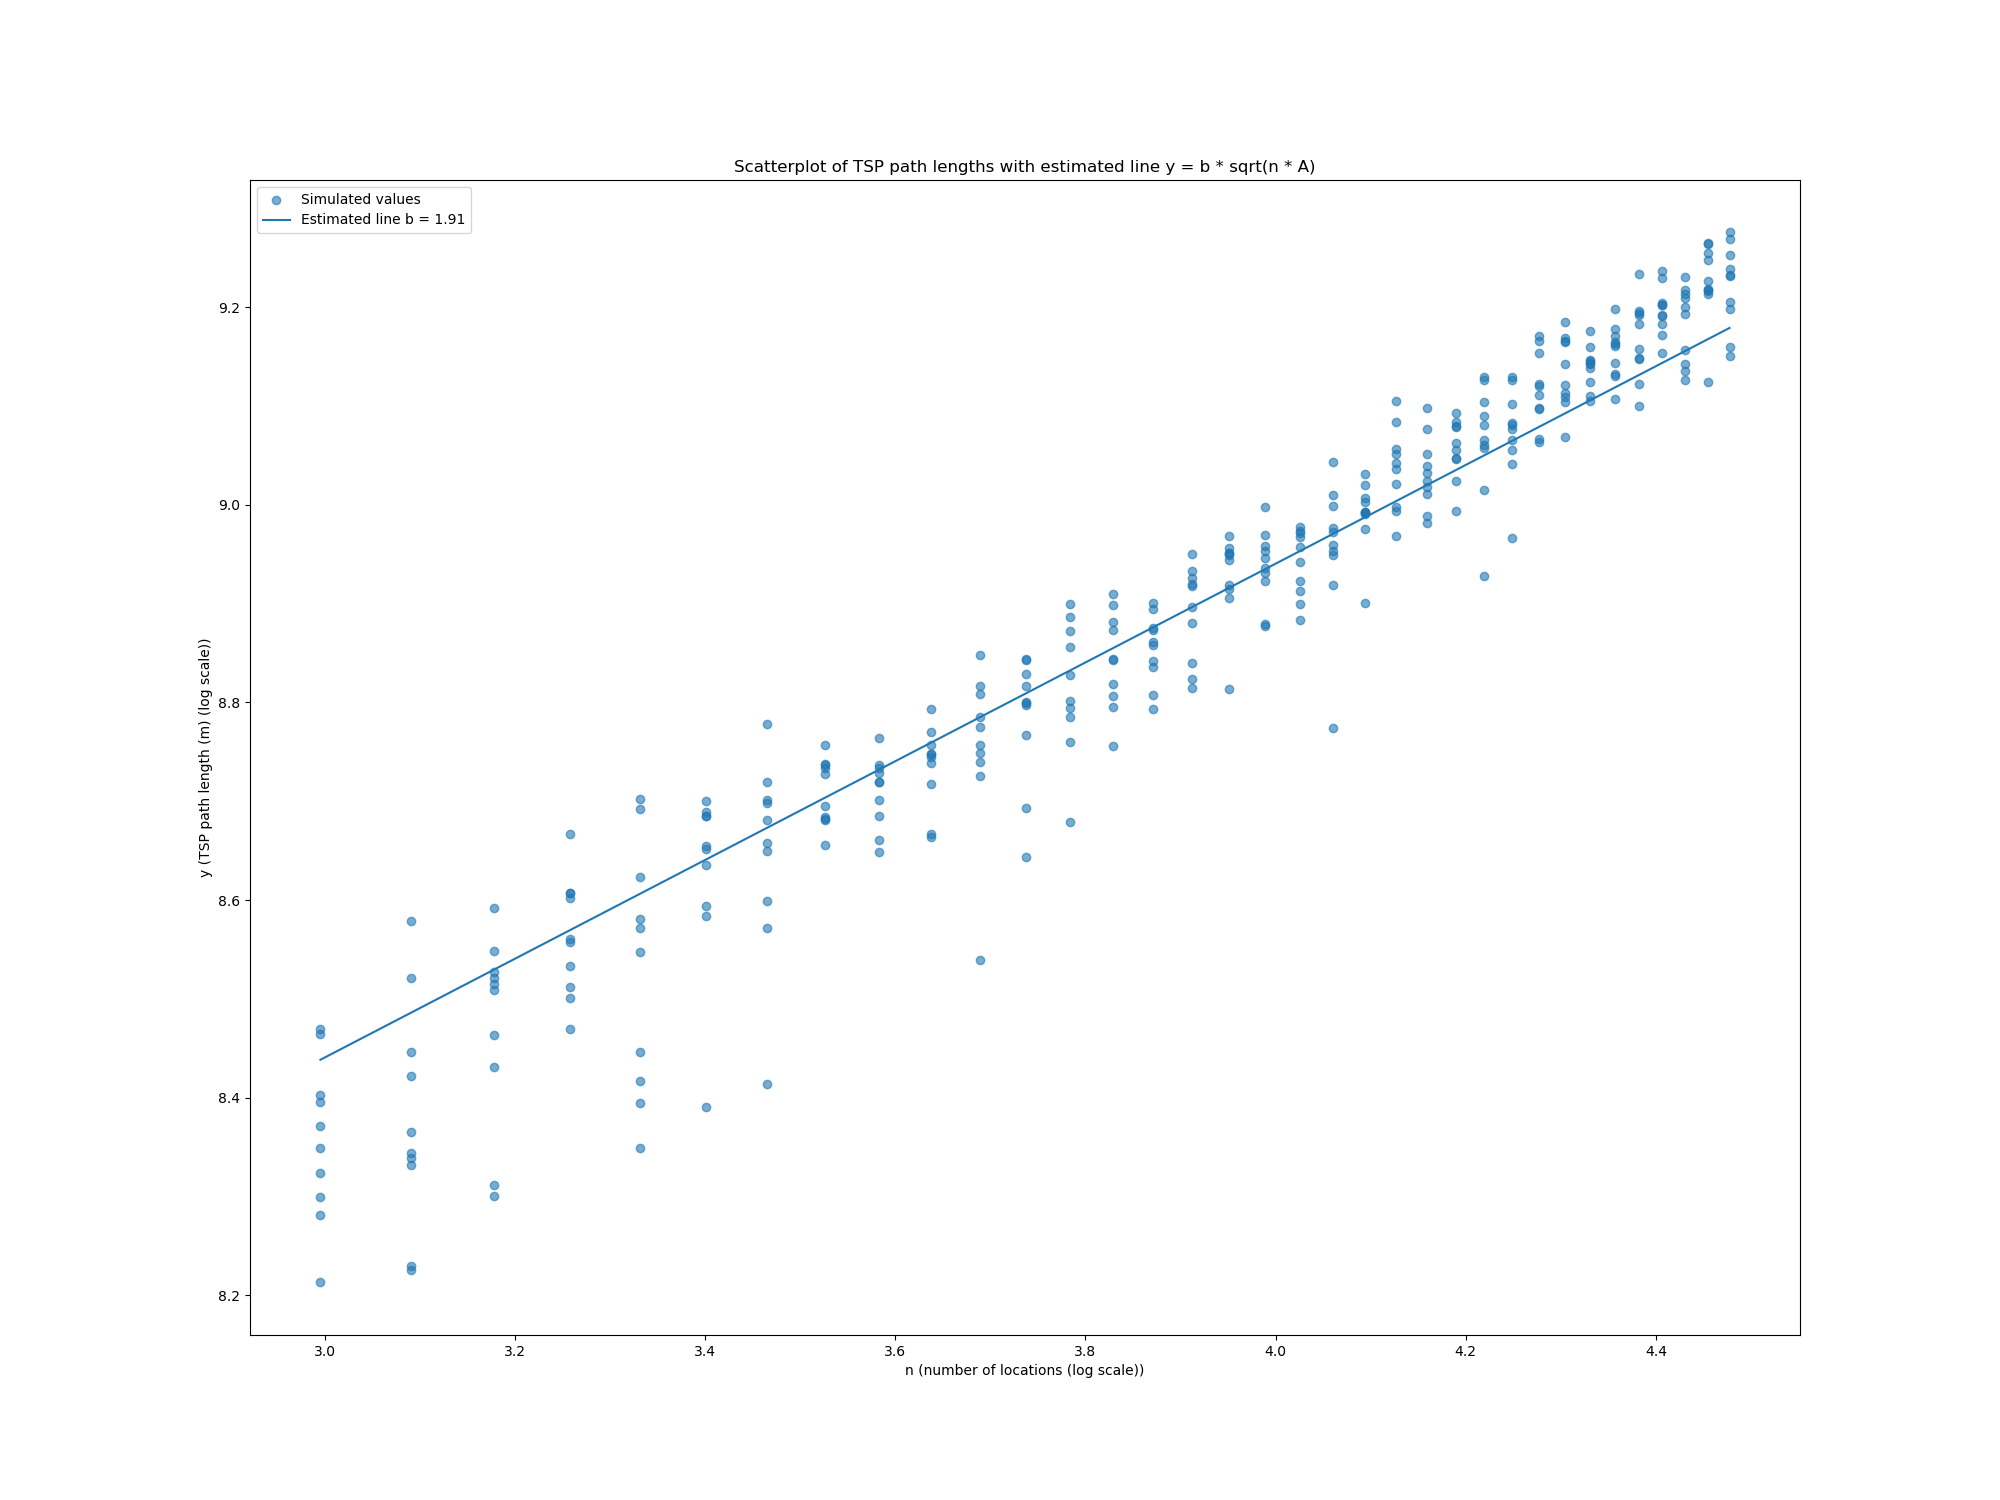 Scatterplot of TSP path lengths with estimated line y = b * sqrt(n * A)
Simulated values
Estimated line b = 1.91
y (TSP path length (m) (log scale))
9.2
9.0
8.8
8.6
8.4
8.2
3.0 3.2 3.4 3.6 3.8 4.0 4.2 4.4
n (number of locations (log scale))